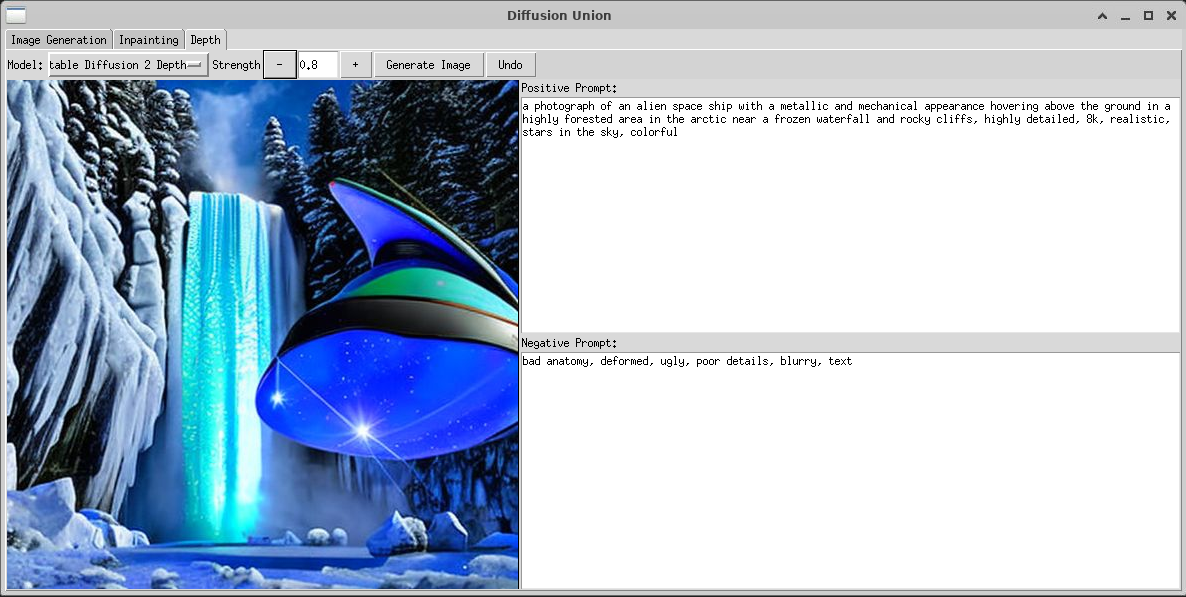 Diffusion Union
Image Generation Inpainting Depth
Model: table Diffusion 2 Depth Strength - 0.8 + Generate Image Undo
Positive Prompt:
a photograph of an alien space ship with a metallic and mechanical appearance hovering above the ground in a
highly forested area in the arctic near a frozen waterfall and rocky cliffs, highly detailed, 8k, realistic,
stars in the sky, colorful
Negative Prompt:
bad anatomy, deformed, ugly, poor details, blurry, text